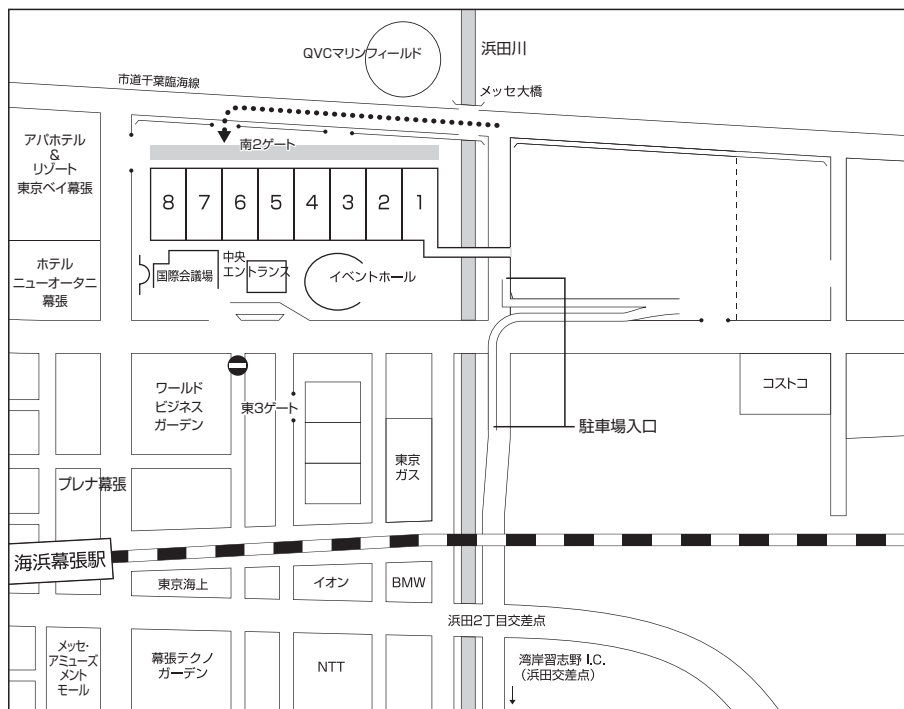 QVCマリンフィールド
浜田川
市道千葉臨海線
メッセ大橋
アパホテル
&
リゾート
東京ベイ幕張
南2ゲート
8 7 6 5 4 3 2 1
ホテル
ニューオータニ
幕張
国際会議場
中央
エントランス
イベントホール
ワールド
ビジネス
ガーデン
東3ゲート
コストコ
駐車場入口
東京
ガス
プレナ幕張
海浜幕張駅
東京海上
イオン
BMW
浜田2丁目交差点
メッセ・
アミューズ
メント
モール
幕張テクノ
ガーデン
NTT
湾岸習志野 I.C.
(浜田交差点)